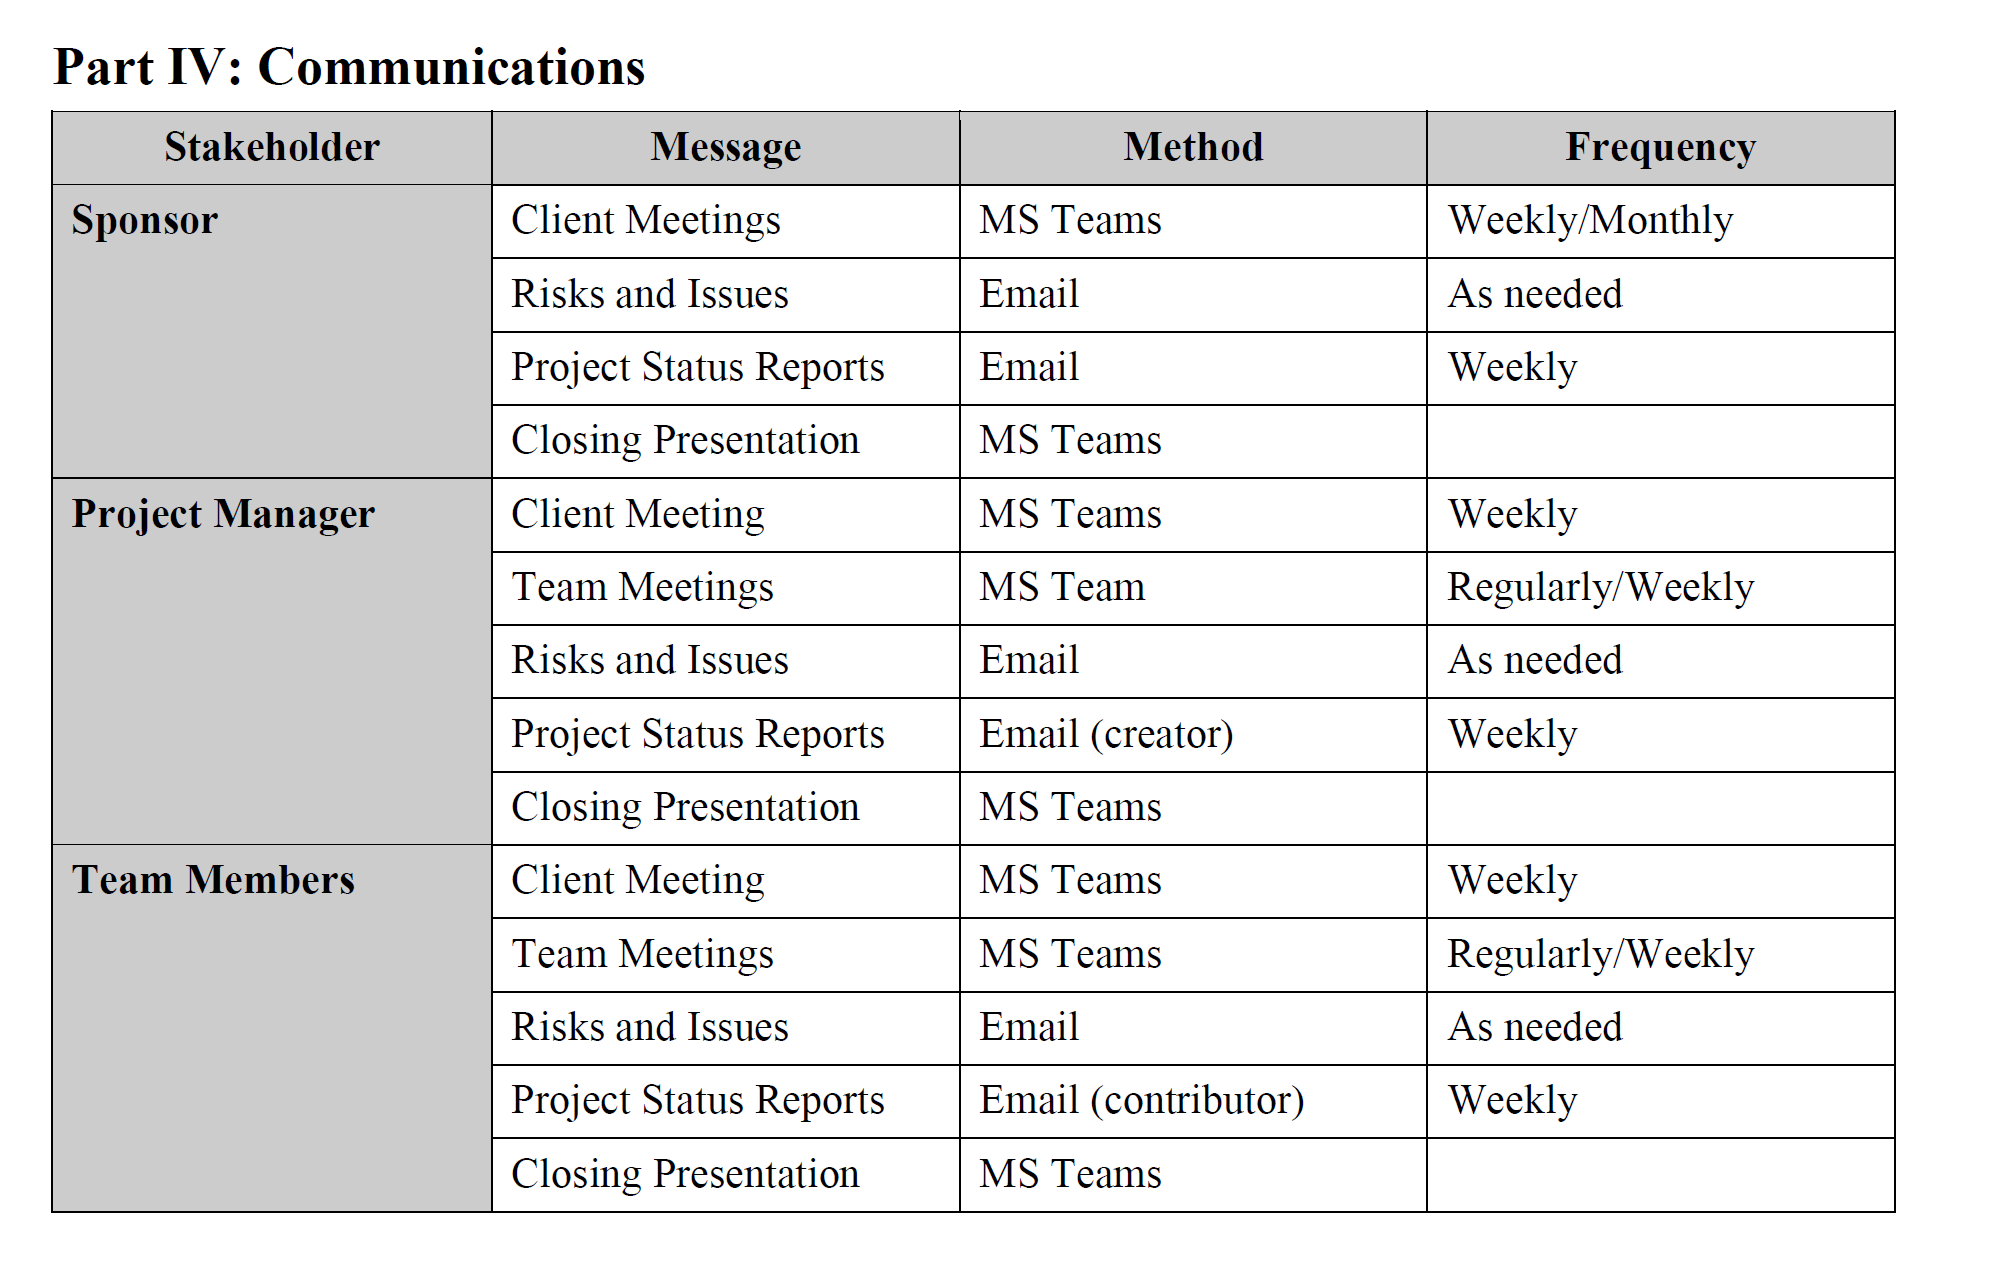 Part IV: Communications
Stakeholder Message Method Frequency
Sponsor Client Meetings MS Teams Weekly/Monthly
Risks and Issues Email As needed
Project Status Reports Email Weekly
Closing Presentation MS Teams
Project Manager Client Meeting MS Teams Weekly
Team Meetings MS Team Regularly/Weekly
Risks and Issues Email As needed
Project Status Reports Email (creator) Weekly
Closing Presentation MS Teams
Team Members Client Meeting MS Teams Weekly
Team Meetings MS Teams Regularly/Weekly
Risks and Issues Email As needed
Project Status Reports Email (contributor) Weekly
Closing Presentation MS Teams